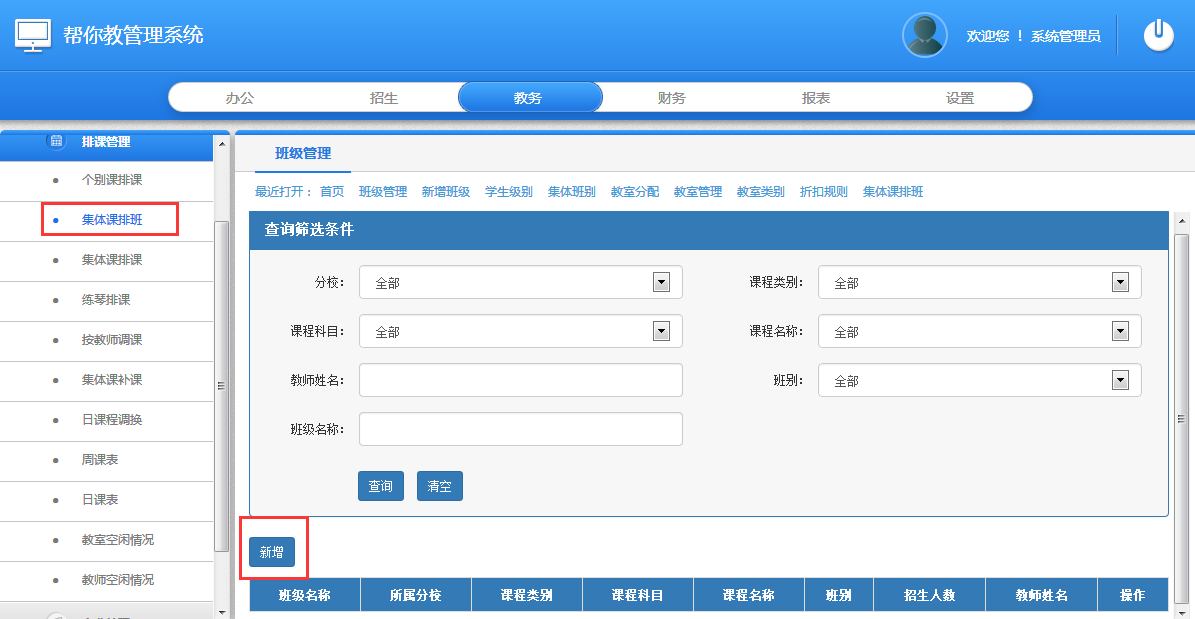 帮你教管理系统
欢迎您 ！ 系统管理员
办公 招生 教务 财务 报表 设置
排课管理
个别课排课
集体课排班
集体课排课
练琴排课
按教师调课
集体课补课
日课程调换
周课表
日课表
教室空闲情况
教师空闲情况
班级管理
最近打开： 首页 班级管理 新增班级 学生级别 集体班别 教室分配 教室管理 教室类别 折扣规则 集体课排班
查询筛选条件
分校： 全部 课程类别： 全部
课程科目： 全部 课程名称： 全部
教师姓名： 班别： 全部
班级名称：
查询 清空
新增
班级名称 所属分校 课程类别 课程科目 课程名称 班别 招生人数 教师姓名 操作